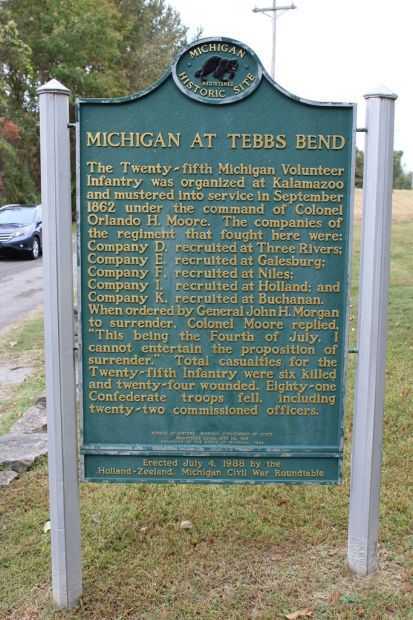 MICHIGAN
REGISTERED
HISTORIC SITE
MICHIGAN AT TEBBS BEND
The Twenty-fifth Michigan Volunteer
Infantry was organized at Kalamazoo
and mustered into service in September
1862 under the command of Colonel
Orlando H. Moore. The companies of
the regiment that fought here were:
Company D, recruited at Three Rivers;
Company E, recruited at Galesburg;
Company F, recruited at Niles;
Company I, recruited at Holland; and
Company K, recruited at Buchanan.
When ordered by General John H. Morgan
to surrender, Colonel Moore replied,
"This being the Fourth of July, I
cannot entertain the proposition of
surrender." Total casualties for the
Twenty-fifth Infantry were six killed
and twenty-four wounded. Eighty-one
Confederate troops fell, including
twenty-two commissioned officers.
Erected July 4, 1988 by the
Holland-Zeeland, Michigan Civil War Roundtable